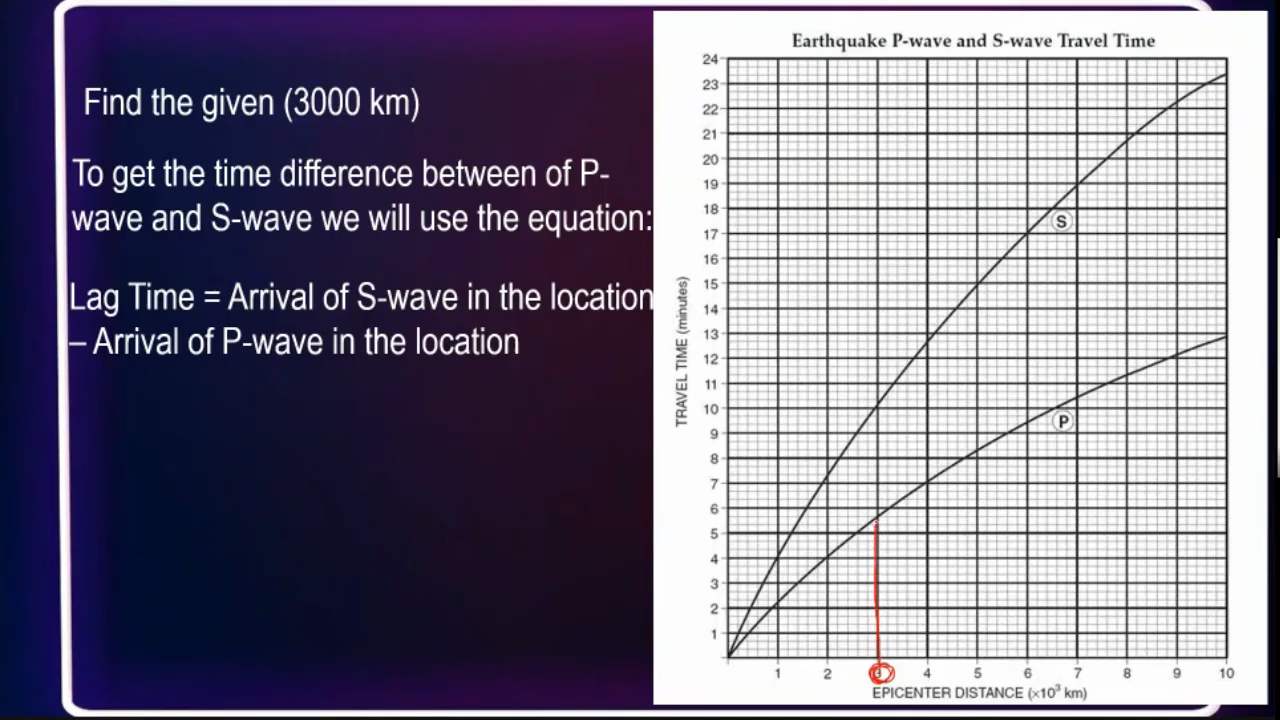 Find the given (3000 km)
To get the time difference between of P-
wave and S-wave we will use the equation:
Lag Time = Arrival of S-wave in the location
– Arrival of P-wave in the location
Earthquake P-wave and S-wave Travel Time
TRAVEL TIME (minutes)
24
23
22
21
20
19
18
17
16
15
14
13
12
11
10
9
8
7
6
5
4
3
2
1
S
P
1 2 3 4 5 6 7 8 9 10
EPICENTER DISTANCE (×10³ km)